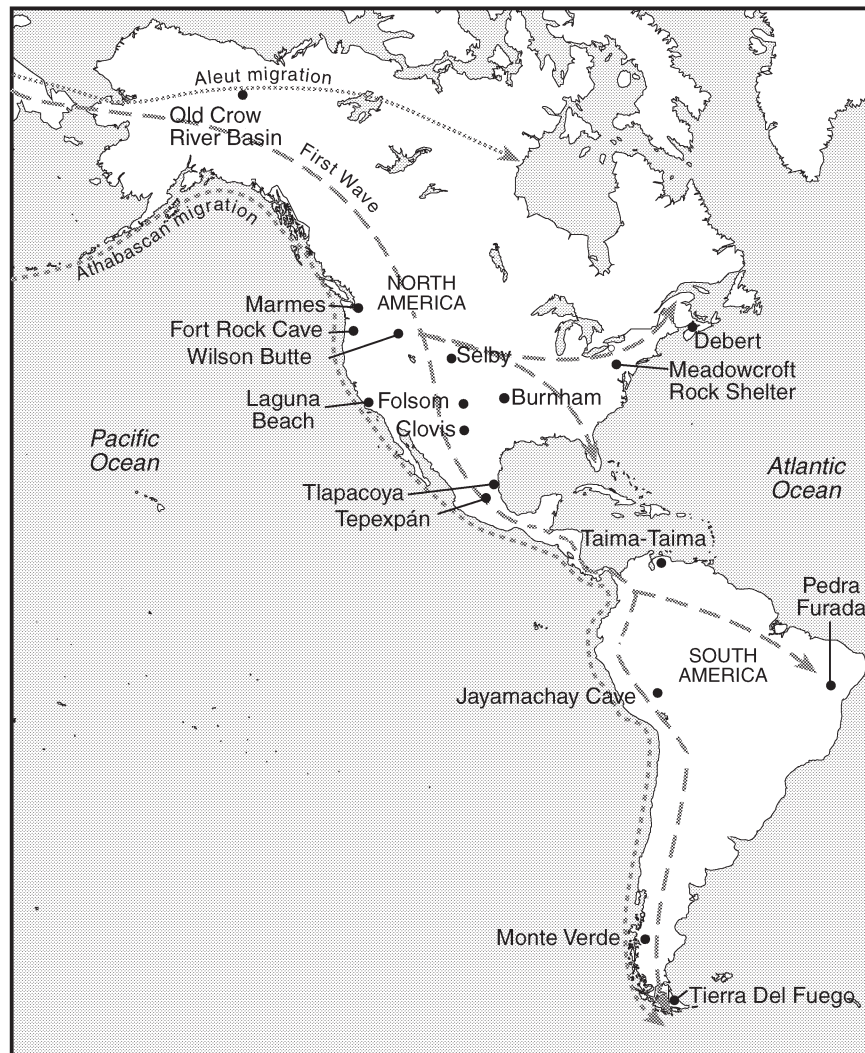 Aleut migration
Old Crow
River Basin
First Wave
Athabascan migration
NORTH
AMERICA
Marmes
Fort Rock Cave
Wilson Butte
Selby
Debert
Meadowcroft
Rock Shelter
Laguna
Beach
Folsom
Burnham
Clovis
Pacific
Ocean
Atlantic
Ocean
Tlapacoya
Tepexpán
Taima-Taima
Pedra
Furada
SOUTH
AMERICA
Jayamachay Cave
Monte Verde
Tierra Del Fuego